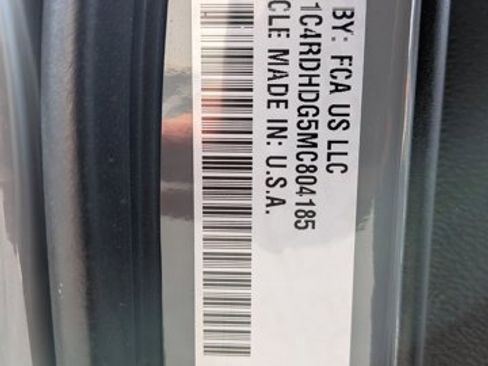 BY: FCA US LLC
1C4RDHDG5MC804185
CLE MADE IN: U.S.A.